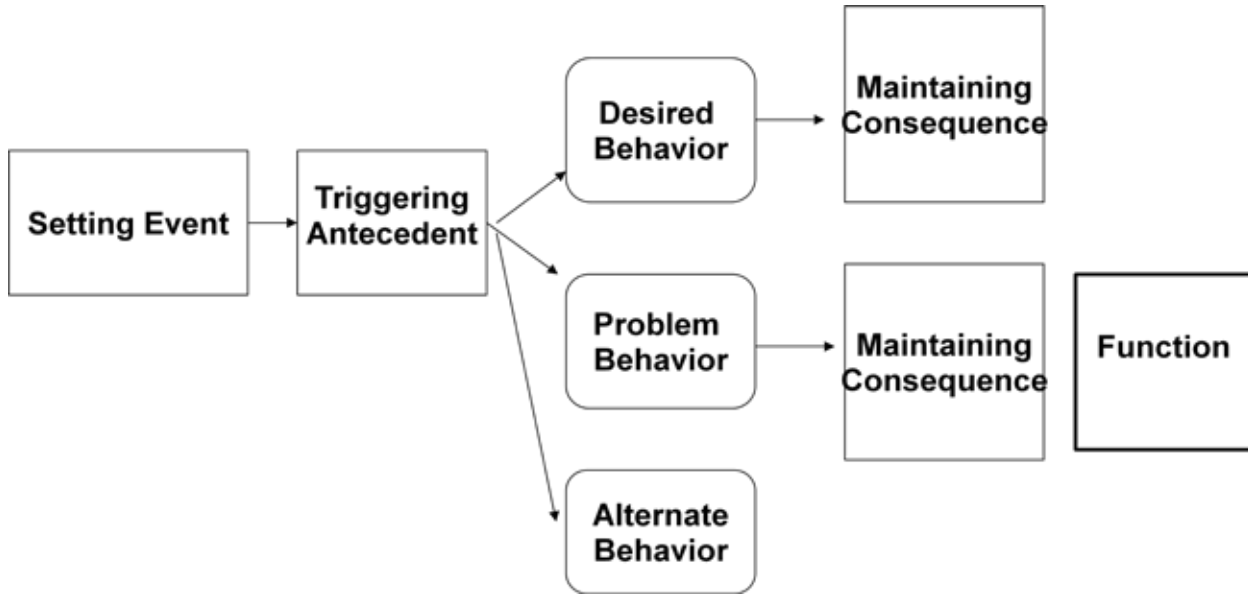 Setting Event
Triggering
Antecedent
Desired
Behavior
Maintaining
Consequence
Problem
Behavior
Maintaining
Consequence
Function
Alternate
Behavior